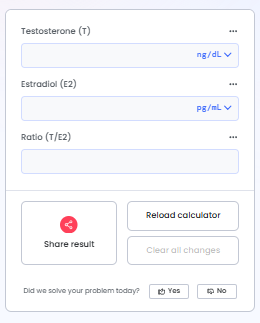 Testosterone (T)
...
ng/dL
Estradiol (E2)
...
pg/mL
Ratio (T/E2)
...
Share result
Reload calculator
Clear all changes
Did we solve your problem today?
Yes
No